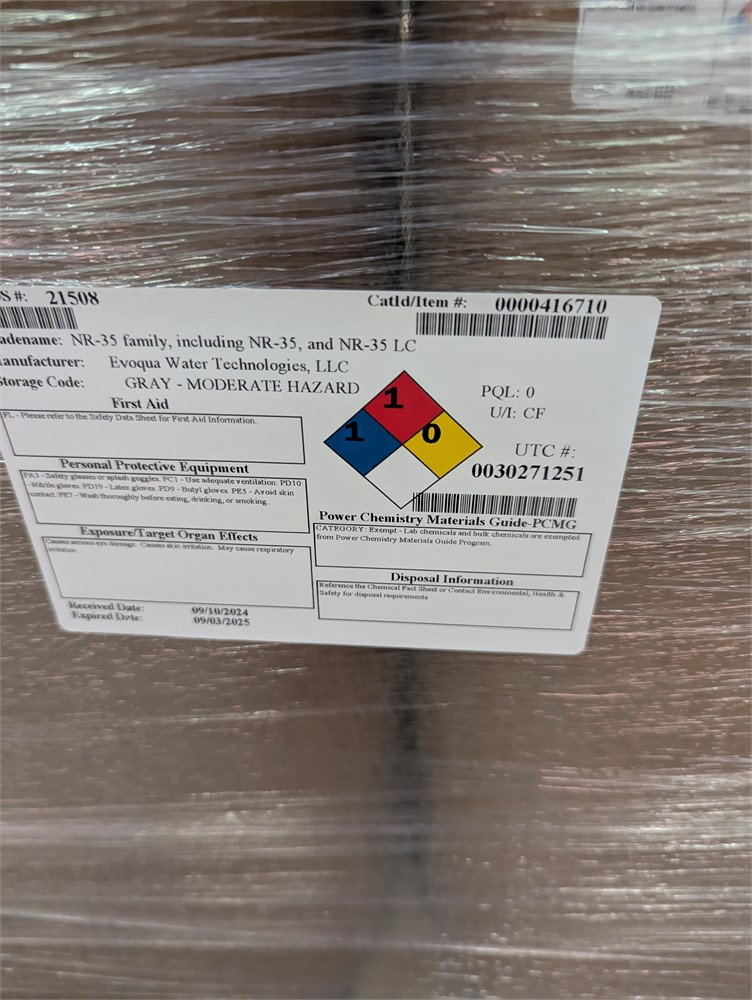 S #: 21508
CatId/Item #: 0000416710
adename: NR-35 family, including NR-35, and NR-35 LC
anufacturer: Evoqua Water Technologies, LLC
torage Code: GRAY - MODERATE HAZARD
First Aid
FL - Please refer to the Safety Data Sheet for First Aid Information.
Personal Protective Equipment
PA3 - Safety glasses or splash goggles. PC1 - Use adequate ventilation. PD10
- Nitrile gloves. PD19 - Latex gloves. PD9 - Butyl gloves. PE5 - Avoid skin
contact. PE7 - Wash thoroughly before eating, drinking, or smoking.
Exposure/Target Organ Effects
Causes serious eye damage. Causes skin irritation. May cause respiratory
irritation
Received Date: 09/10/2024
Expired Date: 09/03/2025
1
1
0
PQL: 0
U/I: CF
UTC #:
0030271251
Power Chemistry Materials Guide-PCMG
CATEGORY: Exempt - Lab chemicals and bulk chemicals are exempted
from Power Chemistry Materials Guide Program.
Disposal Information
Reference the Chemical Fact Sheet or Contact Environmental, Health &
Safety for disposal requirements